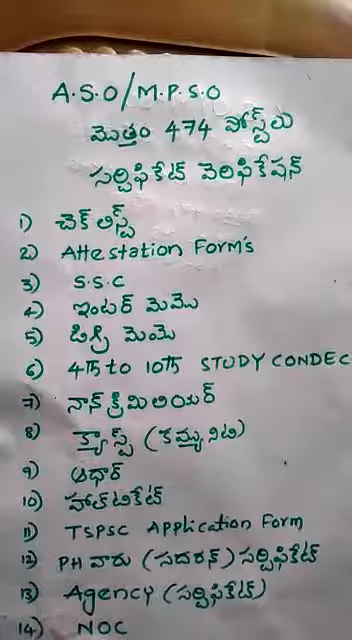 A.S.O/M.P.S.O
మొత్తం 474 పోస్ట్‌లు
సర్టిఫికేట్ వెరిఫికేషన్
1) చెక్ లిస్ట్
2) Attestation Form's
3) S.S.C
4) ఇంటర్ మెమొ
5) డిగ్రీ మెమొ
6) 4th to 10th STUDY CONDEC
7) నాన్ క్రిమిలియర్
8) క్యాస్ట్ (కమ్యూనిటి)
9) ఆధార్
10) హాల్ టికేట్
11) TSPSC Application Form
12) PH వారు (సదరన్) సర్టిఫికేట్
13) Agency (సర్టిఫికేట్)
14) NOC